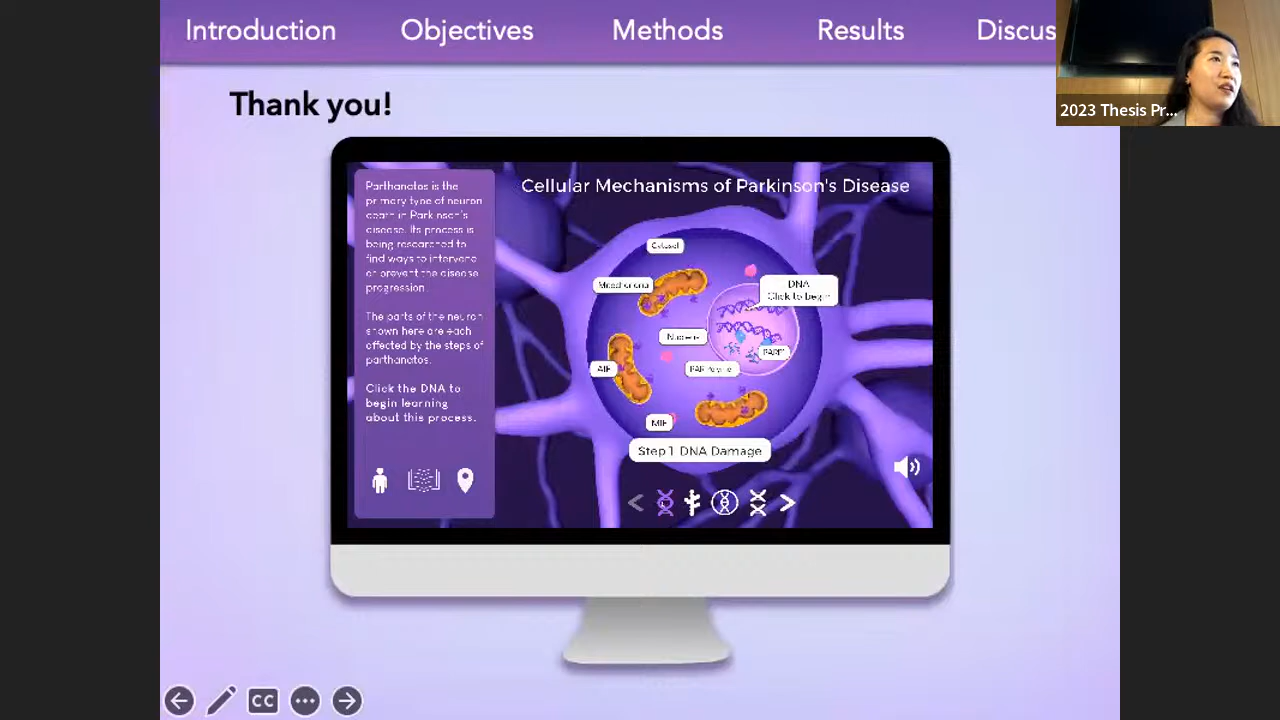 Introduction
Objectives
Methods
Results
Discus
2023 Thesis Pr...
Thank you!
Cellular Mechanisms of Parkinson's Disease
Parthanatos is the
primary type of neuron
death in Parkinson's
disease. Its process is
being researched to
find ways to intervene
or prevent the disease
progression.
The parts of the neuron
shown here are each
affected by the steps of
parthanatos.
Click the DNA to
begin learning
about this process.
Cytosol
Mitochondria
DNA
Click to begin
Nucleus
PARP1
AIF
PAR Polymer
MIF
Step 1 DNA Damage
CC